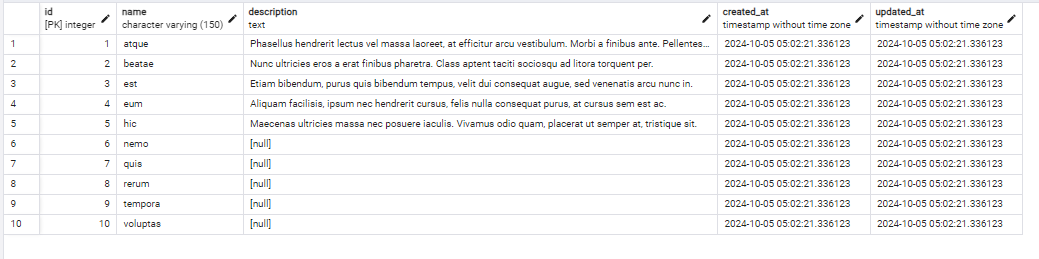 id name description created_at updated_at
[PK] integer character varying (150) text timestamp without time zone timestamp without time zone
1 1 atque Phasellus hendrerit lectus vel massa laoreet, at efficitur arcu vestibulum. Morbi a finibus ante. Pellentes... 2024-10-05 05:02:21.336123 2024-10-05 05:02:21.336123
2 2 beatae Nunc ultricies eros a erat finibus pharetra. Class aptent taciti sociosqu ad litora torquent per. 2024-10-05 05:02:21.336123 2024-10-05 05:02:21.336123
3 3 est Etiam bibendum, purus quis bibendum tempus, velit dui consequat augue, sed venenatis arcu nunc in. 2024-10-05 05:02:21.336123 2024-10-05 05:02:21.336123
4 4 eum Aliquam facilisis, ipsum nec hendrerit cursus, felis nulla consequat purus, at cursus sem est ac. 2024-10-05 05:02:21.336123 2024-10-05 05:02:21.336123
5 5 hic Maecenas ultricies massa nec posuere iaculis. Vivamus odio quam, placerat ut semper at, tristique sit. 2024-10-05 05:02:21.336123 2024-10-05 05:02:21.336123
6 6 nemo [null] 2024-10-05 05:02:21.336123 2024-10-05 05:02:21.336123
7 7 quis [null] 2024-10-05 05:02:21.336123 2024-10-05 05:02:21.336123
8 8 rerum [null] 2024-10-05 05:02:21.336123 2024-10-05 05:02:21.336123
9 9 tempora [null] 2024-10-05 05:02:21.336123 2024-10-05 05:02:21.336123
10 10 voluptas [null] 2024-10-05 05:02:21.336123 2024-10-05 05:02:21.336123